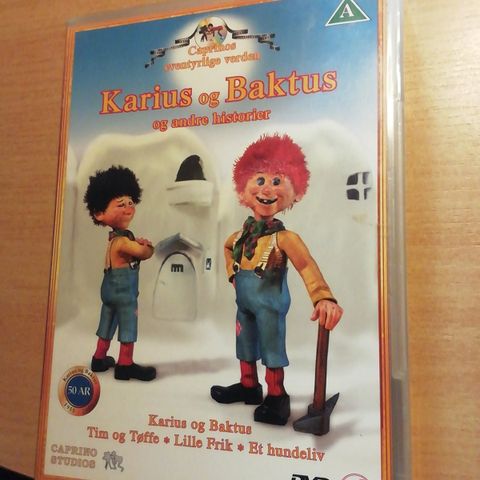 A
Caprinos
eventyrlige verden
Karius og Baktus
og andre historier
50 ÅR
Karius og Baktus
Tim og Tøffe * Lille Frik * Et hundeliv
CAPRINO
STUDIOS